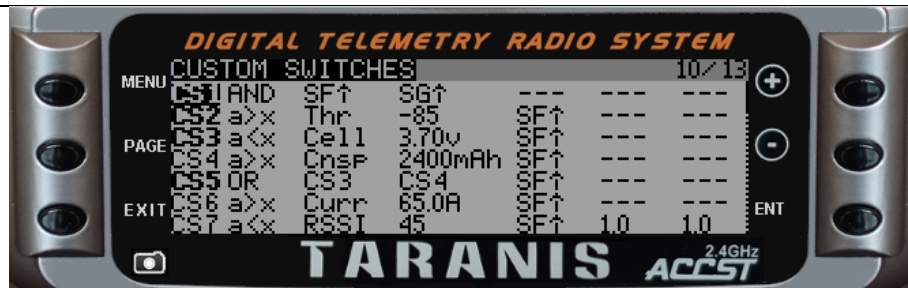 DIGITAL TELEMETRY RADIO SYSTEM
CUSTOM SWITCHES 10/13
MENU
CS1 AND SF↑ SG↑ --- --- ---
CS2 a>x Thr -85 SF↑ --- ---
PAGE
CS3 a<x Cell 3.70v SF↑ --- ---
CS4 a>x Cnsp 2400mAh SF↑ --- ---
CS5 OR CS3 CS4 SF↑ --- ---
EXIT
CS6 a>x Curr 65.0A SF↑ --- ---
ENT
CS7 a<x RSSI 45 SF↑ 1.0 1.0
+
-
TARANIS
2.4GHz
ACCST